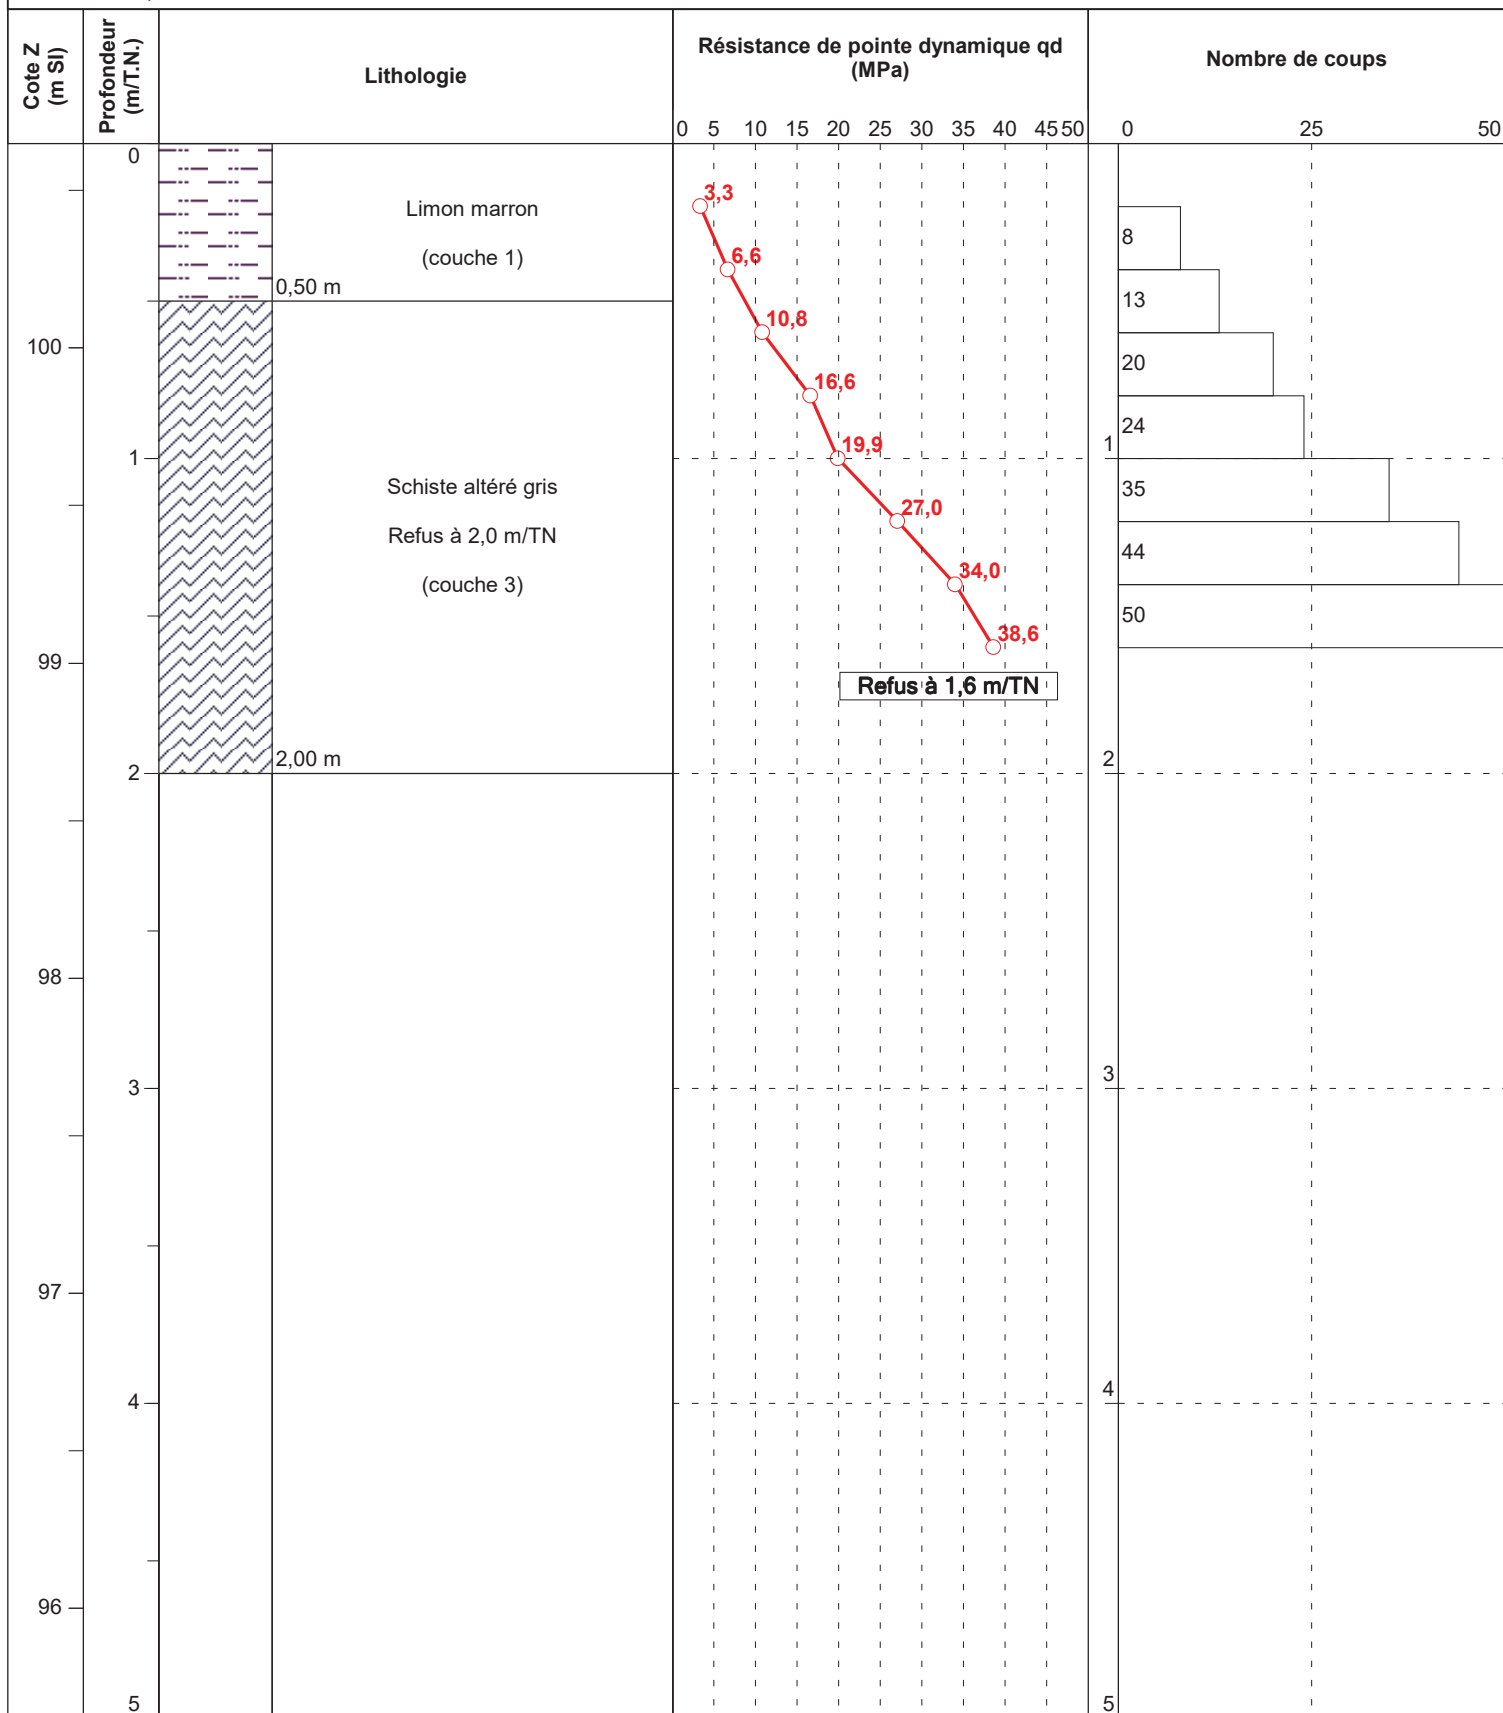 Cote Z
(m SI)
Profondeur
(m/T.N.)
Lithologie
Résistance de pointe dynamique qd
(MPa)
Nombre de coups
0 5 10 15 20 25 30 35 40 45 50
0 25 50
0
Limon marron
(couche 1)
0,50 m
100
1
Schiste altéré gris
Refus à 2,0 m/TN
(couche 3)
99
2,00 m
2
98
3
97
4
96
5
3,3
6,6
10,8
16,6
19,9
27,0
34,0
38,6
Refus à 1,6 m/TN
8
13
20
24
1
35
44
50
2
3
4
5